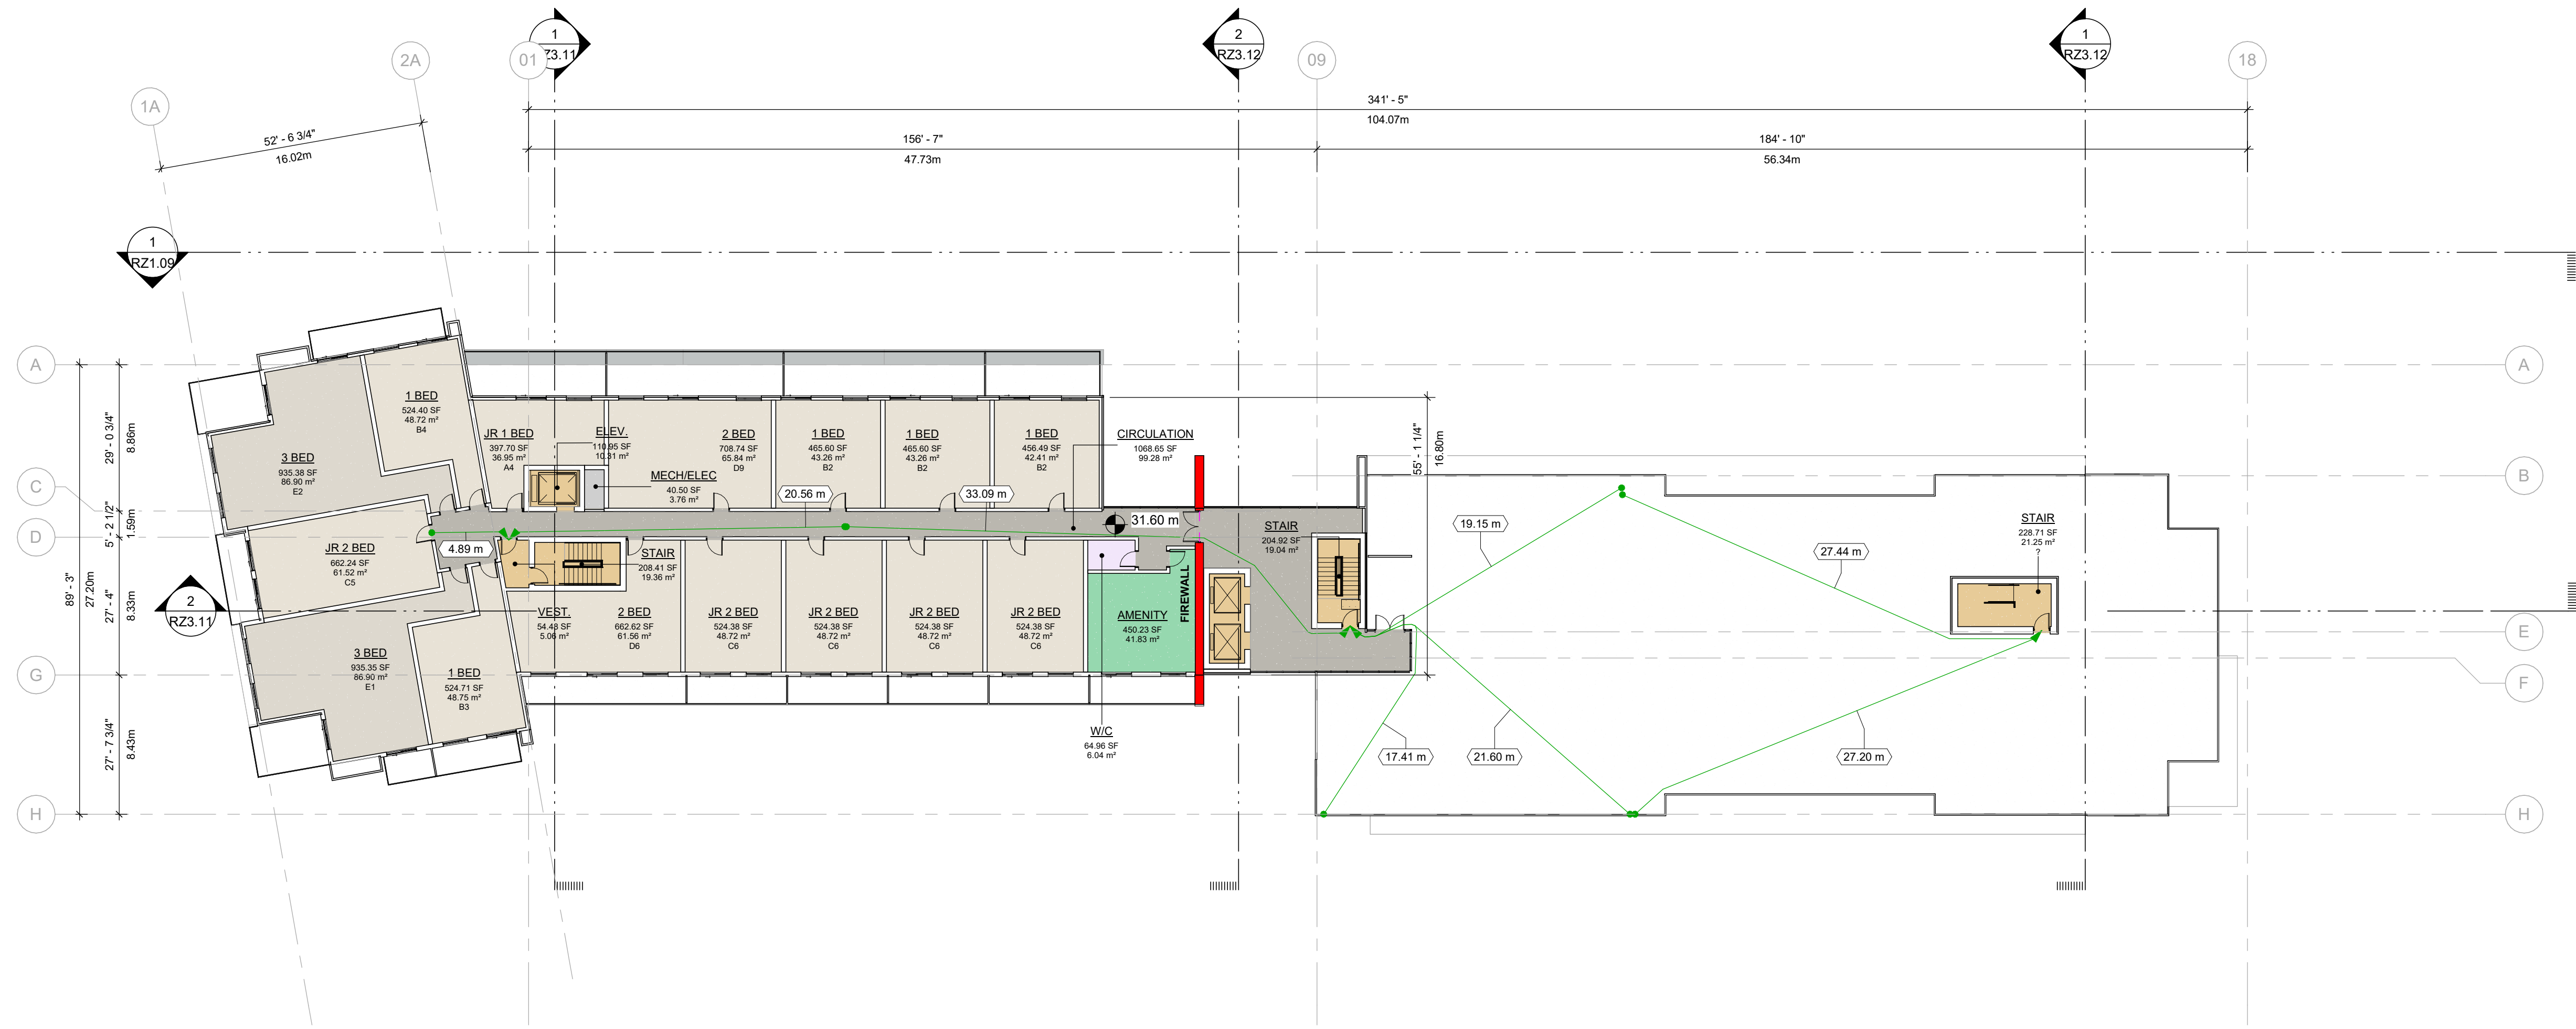 1
RZ3.11
2
RZ3.12
1
RZ3.12
1A
2A
01
09
18
341' - 5"
104.07m
156' - 7"
47.73m
184' - 10"
56.34m
52' - 6 3/4"
16.02m
1
RZ1.09
A
C
D
G
H
A
B
E
F
H
89' - 3"
27.20m
29' - 0 3/4"
8.86m
5' - 2 1/2"
1.59m
27' - 4"
8.33m
27' - 7 3/4"
8.43m
55' - 1 1/4"
16.80m
2
RZ3.11
1 BED
524.40 SF
48.72 m²
B4
3 BED
935.38 SF
86.90 m²
E2
JR 1 BED
397.70 SF
36.95 m²
A4
ELEV.
110.95 SF
10.31 m²
MECH/ELEC
40.50 SF
3.76 m²
2 BED
708.74 SF
65.84 m²
D9
1 BED
465.60 SF
43.26 m²
B2
1 BED
465.60 SF
43.26 m²
B2
1 BED
456.49 SF
42.41 m²
B2
CIRCULATION
1068.65 SF
99.28 m²
20.56 m
33.09 m
31.60 m
4.89 m
JR 2 BED
662.24 SF
61.52 m²
C5
STAIR
208.41 SF
19.36 m²
STAIR
204.92 SF
19.04 m²
STAIR
228.71 SF
21.25 m²
?
3 BED
935.35 SF
86.90 m²
E1
1 BED
524.71 SF
48.75 m²
B3
VEST.
54.43 SF
5.06 m²
2 BED
662.62 SF
61.56 m²
D6
JR 2 BED
524.38 SF
48.72 m²
C6
JR 2 BED
524.38 SF
48.72 m²
C6
JR 2 BED
524.38 SF
48.72 m²
C6
JR 2 BED
524.38 SF
48.72 m²
C6
AMENITY
450.23 SF
41.83 m²
FIREWALL
W/C
64.96 SF
6.04 m²
19.15 m
27.44 m
17.41 m
21.60 m
27.20 m